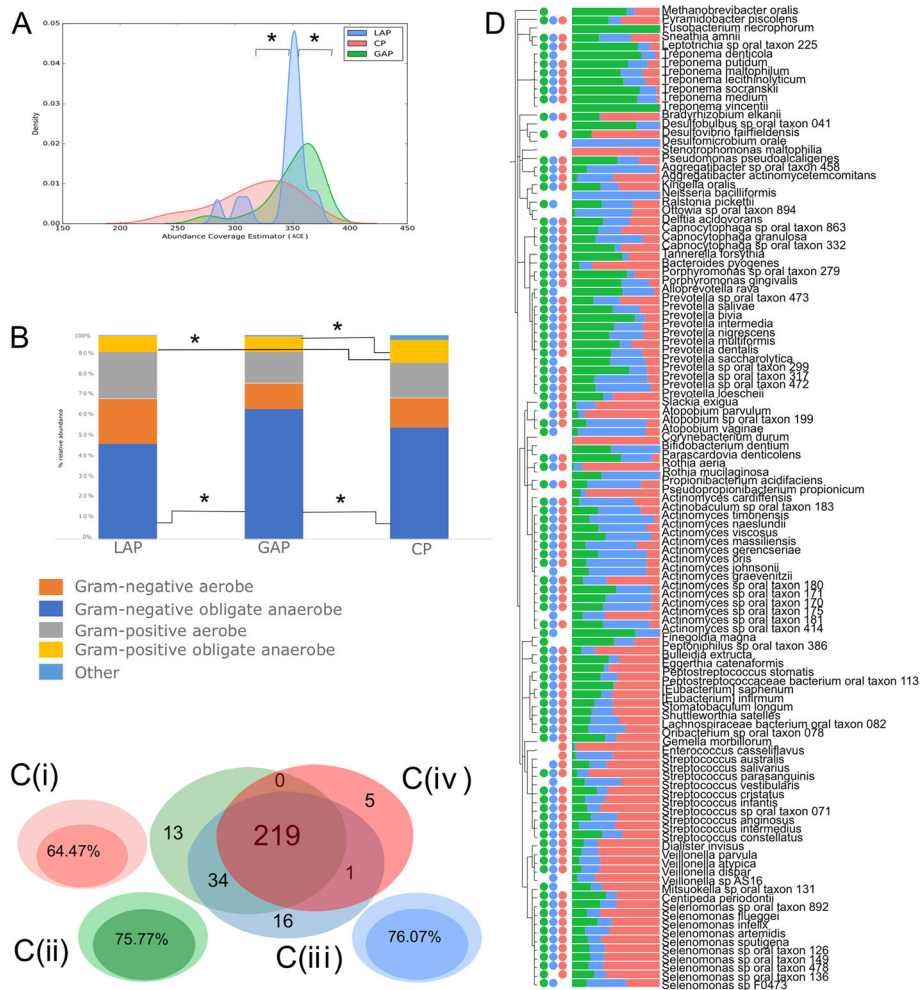 A
LAP
CP
GAP
*
*
0.05
0.04
0.03
0.02
0.01
0.0
Density
150
200
250
300
350
400
450
Abundance Coverage Estimator (ACE)
B
*
*
*
*
100%
90%
80%
70%
60%
50%
40%
30%
20%
10%
0%
% relative abundance
LAP
GAP
CP
Gram-negative aerobe
Gram-negative obligate anaerobe
Gram-positive aerobe
Gram-positive obligate anaerobe
Other
C(i)
64.47%
C(ii)
75.77%
C(iii)
76.07%
C(iv)
0
5
13
219
34
1
16
D
Methanobrevibacter oralis
Pyramidobacter piscolens
Fusobacterium necrophorum
Sneathia amnii
Leptotrichia sp oral taxon 225
Treponema denticola
Treponema putidum
Treponema maltophilum
Treponema lecithinolyticum
Treponema socranskii
Treponema medium
Treponema vincentii
Bradyrhizobium elkanii
Desulfobulbus sp oral taxon 041
Desulfovibrio fairfieldensis
Desulfomicrobium orale
Stenotrophomonas maltophilia
Pseudomonas pseudoalcaligenes
Aggregatibacter sp oral taxon 458
Aggregatibacter actinomycetemcomitans
Kingella oralis
Neisseria bacilliformis
Ralstonia pickettii
Ottowia sp oral taxon 894
Delftia acidovorans
Capnocytophaga sp oral taxon 863
Capnocytophaga granulosa
Capnocytophaga sp oral taxon 332
Tannerella forsythia
Bacteroides pyogenes
Porphyromonas sp oral taxon 279
Porphyromonas gingivalis
Alloprevotella rava
Prevotella sp oral taxon 473
Prevotella salivae
Prevotella bivia
Prevotella intermedia
Prevotella nigrescens
Prevotella multiformis
Prevotella dentalis
Prevotella saccharolytica
Prevotella sp oral taxon 299
Prevotella sp oral taxon 317
Prevotella sp oral taxon 472
Prevotella loescheii
Slackia exigua
Atopobium parvulum
Atopobium sp oral taxon 199
Atopobium vaginae
Corynebacterium durum
Bifidobacterium dentium
Parascardovia denticolens
Rothia aeria
Rothia mucilaginosa
Propionibacterium acidifaciens
Pseudopropionibacterium propionicum
Actinomyces cardiffensis
Actinobaculum sp oral taxon 183
Actinomyces timonensis
Actinomyces naeslundii
Actinomyces viscosus
Actinomyces massiliensis
Actinomyces gerencseriae
Actinomyces oris
Actinomyces johnsonii
Actinomyces graevenitzii
Actinomyces sp oral taxon 180
Actinomyces sp oral taxon 171
Actinomyces sp oral taxon 170
Actinomyces sp oral taxon 175
Actinomyces sp oral taxon 181
Actinomyces sp oral taxon 414
Finegoldia magna
Peptoniphilus sp oral taxon 386
Bulleidia extructa
Eggerthia catenaformis
Peptostreptococcus stomatis
Peptostreptococcaceae bacterium oral taxon 113
[Eubacterium] saphenum
[Eubacterium] infirmum
Stomatobaculum longum
Shuttleworthia satelles
Lachnospiraceae bacterium oral taxon 082
Oribacterium sp oral taxon 078
Gemella morbillorum
Enterococcus casseliflavus
Streptococcus australis
Streptococcus salivarius
Streptococcus parasanguinis
Streptococcus vestibularis
Streptococcus cristatus
Streptococcus infantis
Streptococcus sp oral taxon 071
Streptococcus anginosus
Streptococcus intermedius
Streptococcus constellatus
Dialister invisus
Veillonella parvula
Veillonella atypica
Veillonella dispar
Veillonella sp AS16
Mitsuokella sp oral taxon 131
Centipeda periodontii
Selenomonas sp oral taxon 892
Selenomonas flueggei
Selenomonas infelix
Selenomonas artemidis
Selenomonas sputigena
Selenomonas sp oral taxon 126
Selenomonas sp oral taxon 149
Selenomonas sp oral taxon 478
Selenomonas sp oral taxon 136
Selenomonas sp F0473